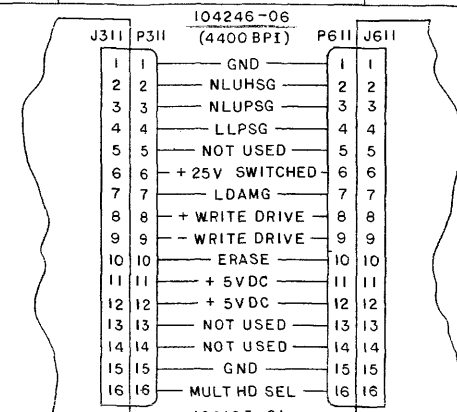 104246-06
J311 P311 (4400 BPI) P611 J611
1 1 GND 1 1
2 2 NLUHSG 2 2
3 3 NLUPSG 3 3
4 4 LLPSG 4 4
5 5 NOT USED 5 5
6 6 +25V SWITCHED 6 6
7 7 LDAMG 7 7
8 8 + WRITE DRIVE 8 8
9 9 - WRITE DRIVE 9 9
10 10 ERASE 10 10
11 11 + 5VDC 11 11
12 12 + 5VDC 12 12
13 13 NOT USED 13 13
14 14 NOT USED 14 14
15 15 GND 15 15
16 16 MULT HD SEL 16 16